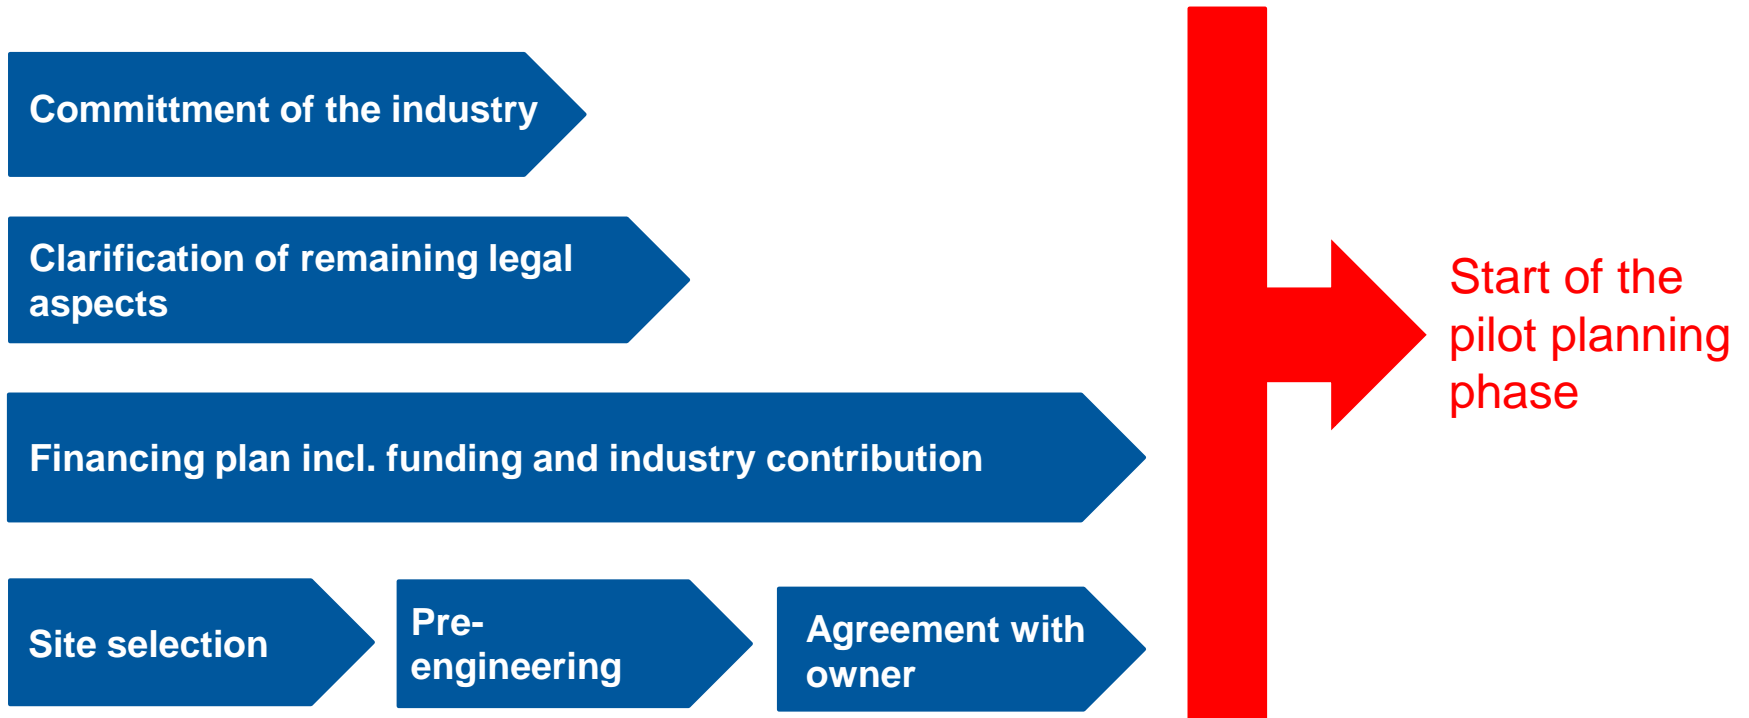 Committment of the industry
Clarification of remaining legal
aspects
Financing plan incl. funding and industry contribution
Site selection
Pre-
engineering
Agreement with
owner
Start of the
pilot planning
phase